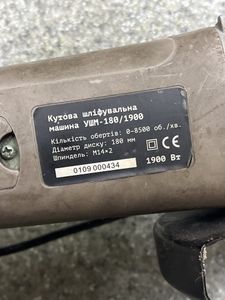 Кутова шліфувальна
машина УШМ-180/1900
Кількість обертів: 0-8500 об./хв.
Діаметр диску: 180 мм
Шпиндель: М14×2
CE
1900 Вт
0109 000434